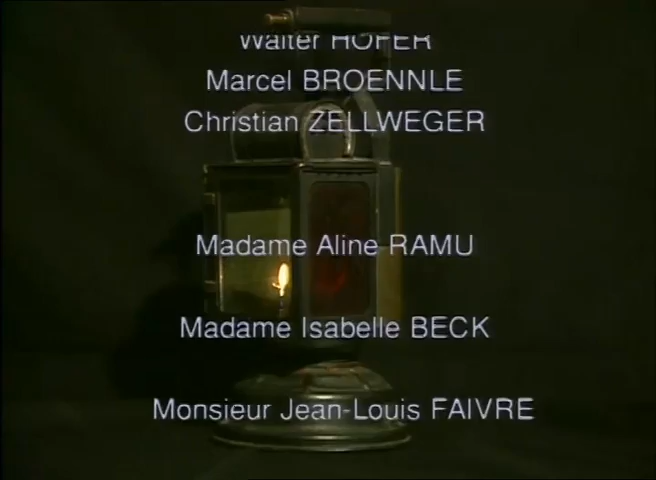 Walter HOFER
Marcel BROENNLE
Christian ZELLWEGER
Madame Aline RAMU
Madame Isabelle BECK
Monsieur Jean-Louis FAIVRE